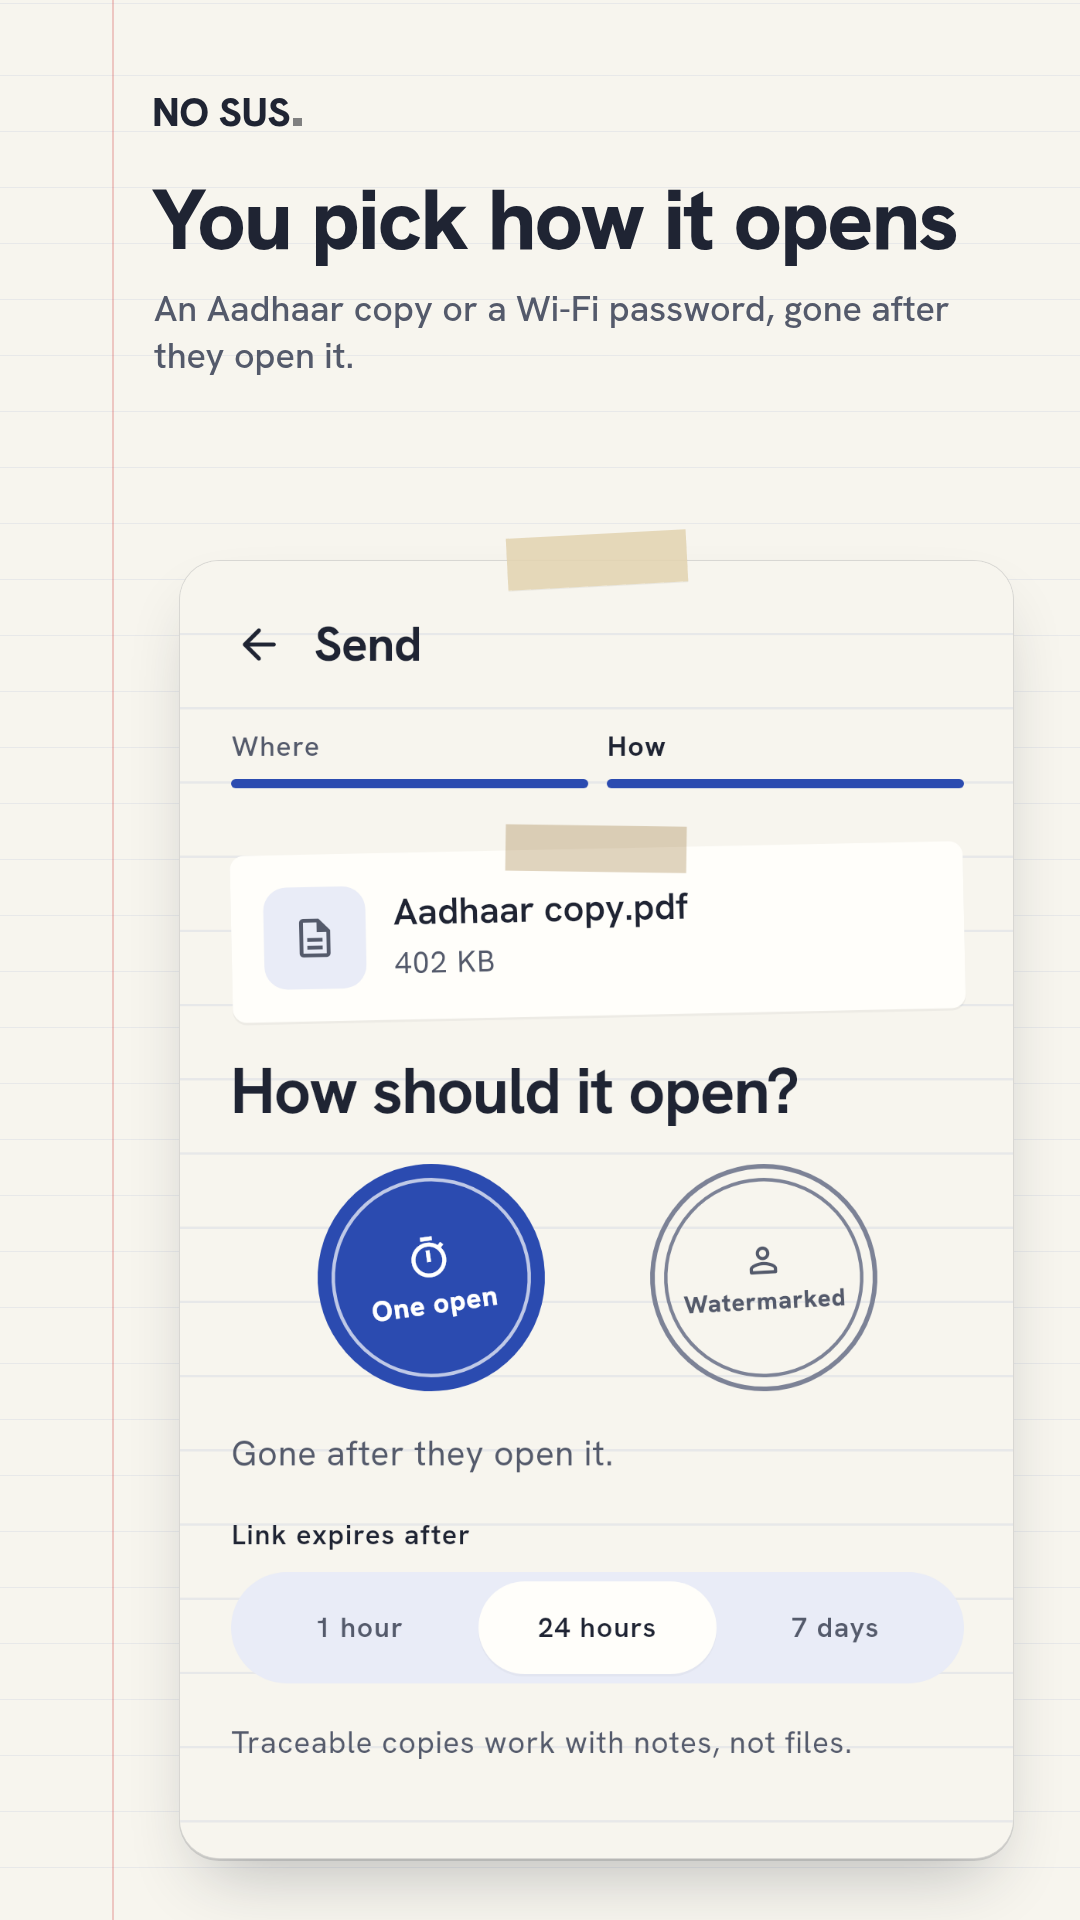 NO SUS.
You pick how it opens
An Aadhaar copy or a Wi-Fi password, gone after
they open it.
Send
Where
How
Aadhaar copy.pdf
402 KB
How should it open?
One open
Watermarked
Gone after they open it.
Link expires after
1 hour
24 hours
7 days
Traceable copies work with notes, not files.